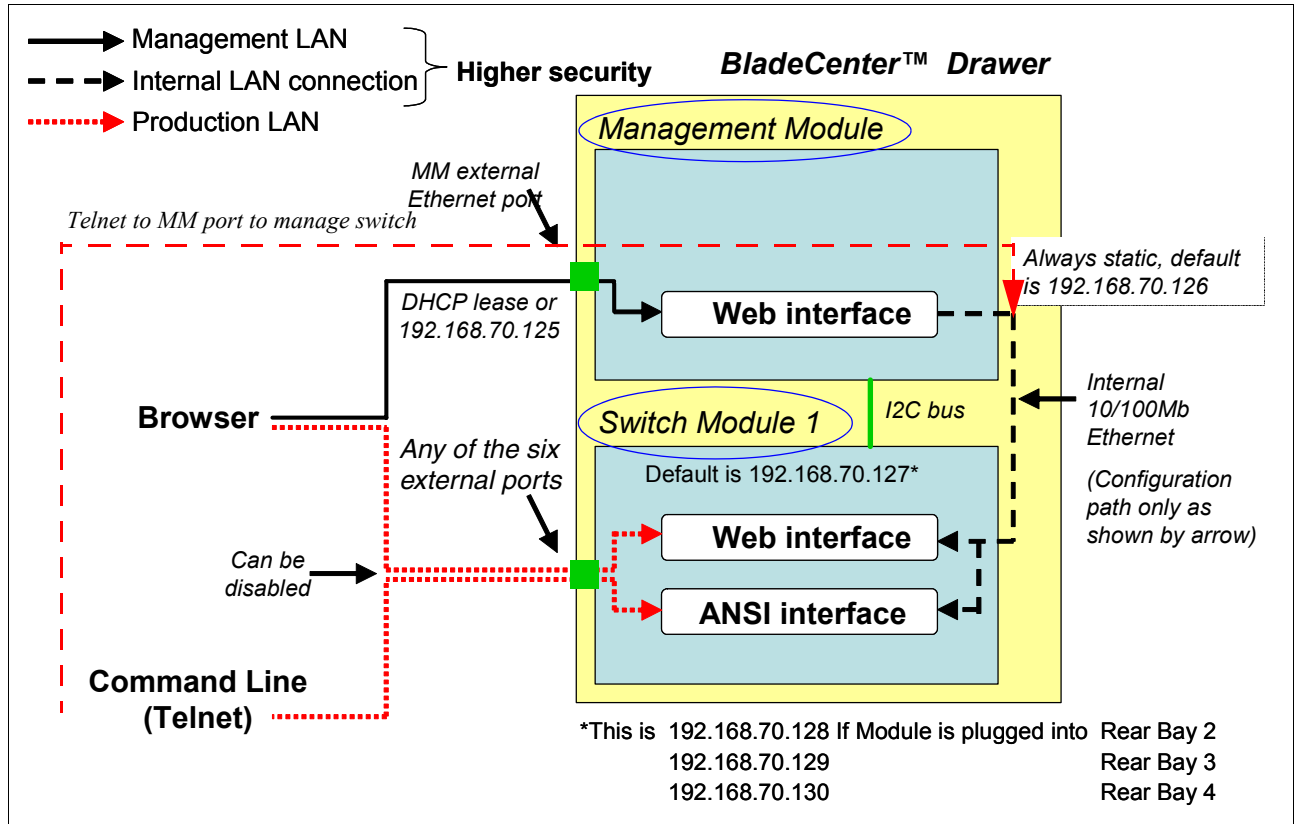 Management LAN
Internal LAN connection
Higher security
Production LAN
BladeCenter™ Drawer
Management Module
MM external
Ethernet port
Telnet to MM port to manage switch
Always static, default
is 192.168.70.126
DHCP lease or
192.168.70.125
Web interface
Browser
Internal
10/100Mb
Ethernet
(Configuration
path only as
shown by arrow)
I2C bus
Switch Module 1
Any of the six
external ports
Default is 192.168.70.127*
Web interface
Can be
disabled
ANSI interface
Command Line
(Telnet)
*This is 192.168.70.128 If Module is plugged into Rear Bay 2
192.168.70.129 Rear Bay 3
192.168.70.130 Rear Bay 4